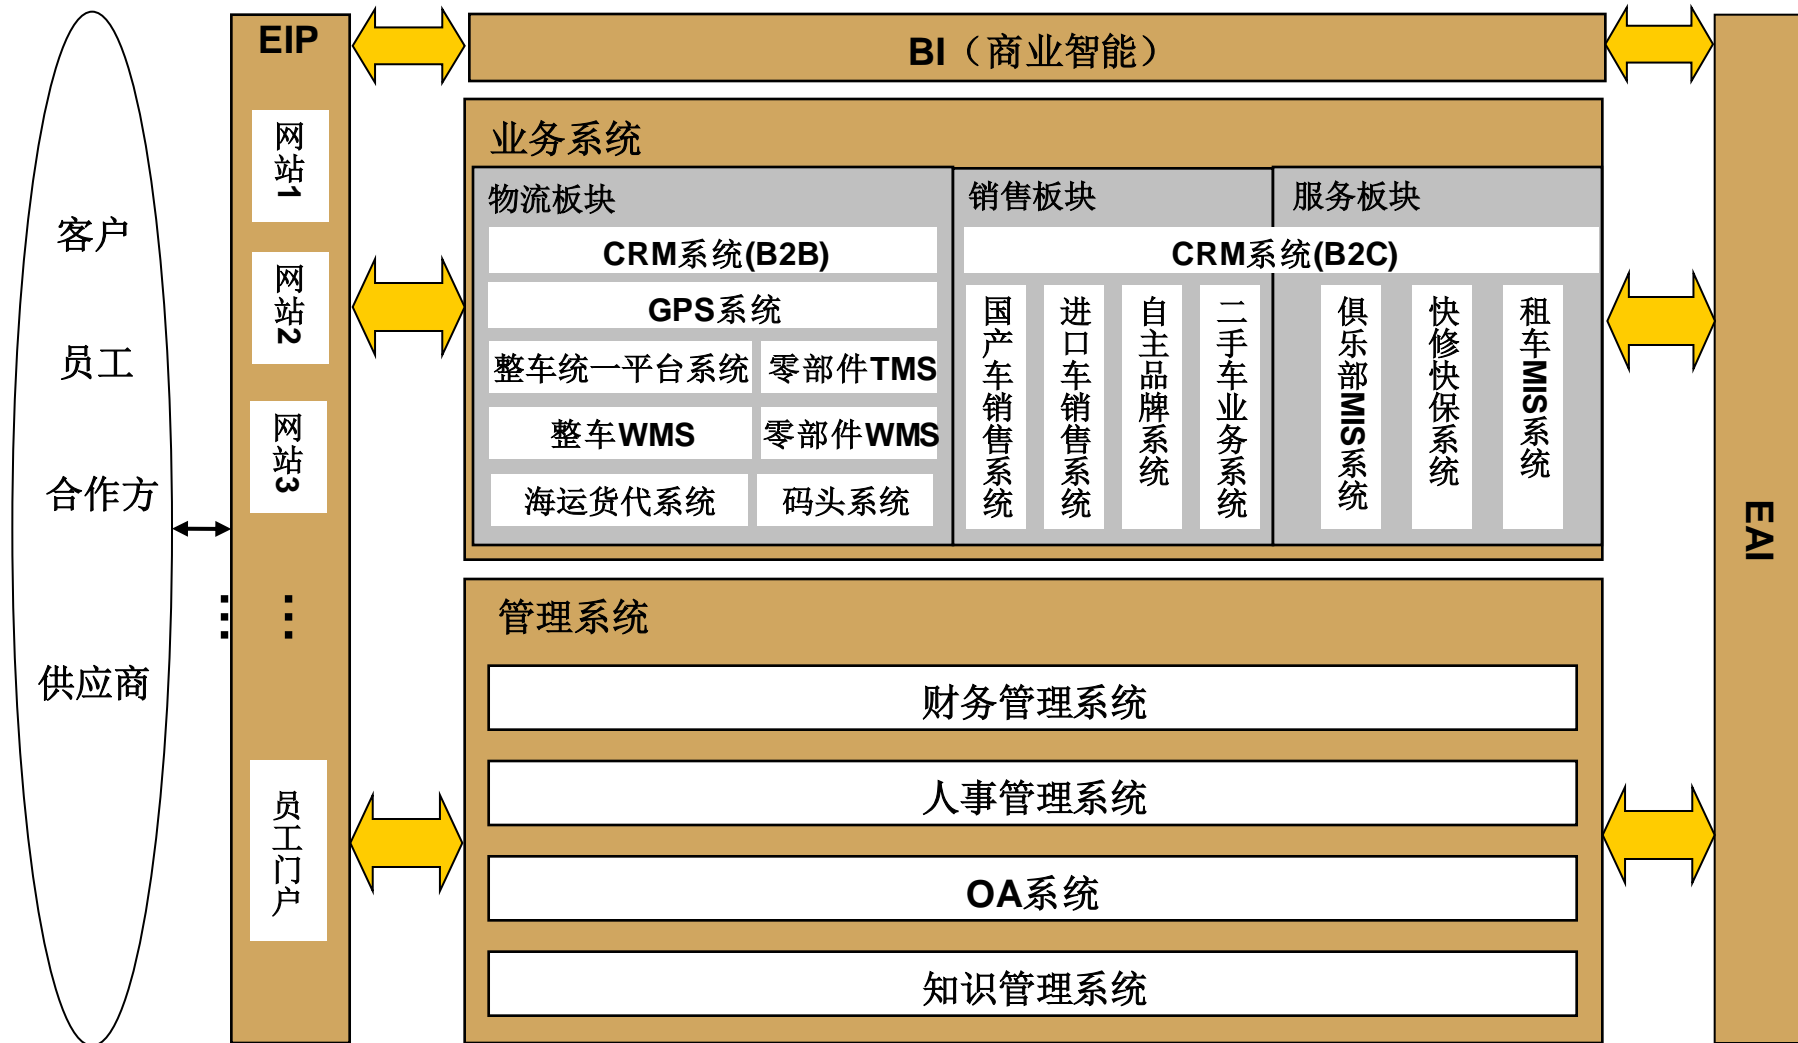 客户
员工
合作方
供应商
⋮
EIP
网站1
网站2
网站3
⋮
员工门户
BI（商业智能）
业务系统
物流板块
CRM系统(B2B)
GPS系统
整车统一平台系统
零部件TMS
整车WMS
零部件WMS
海运货代系统
码头系统
销售板块
服务板块
CRM系统(B2C)
国产车销售系统
进口车销售系统
自主品牌系统
二手车业务系统
俱乐部MIS系统
快修快保系统
租车MIS系统
管理系统
财务管理系统
人事管理系统
OA系统
知识管理系统
EAI